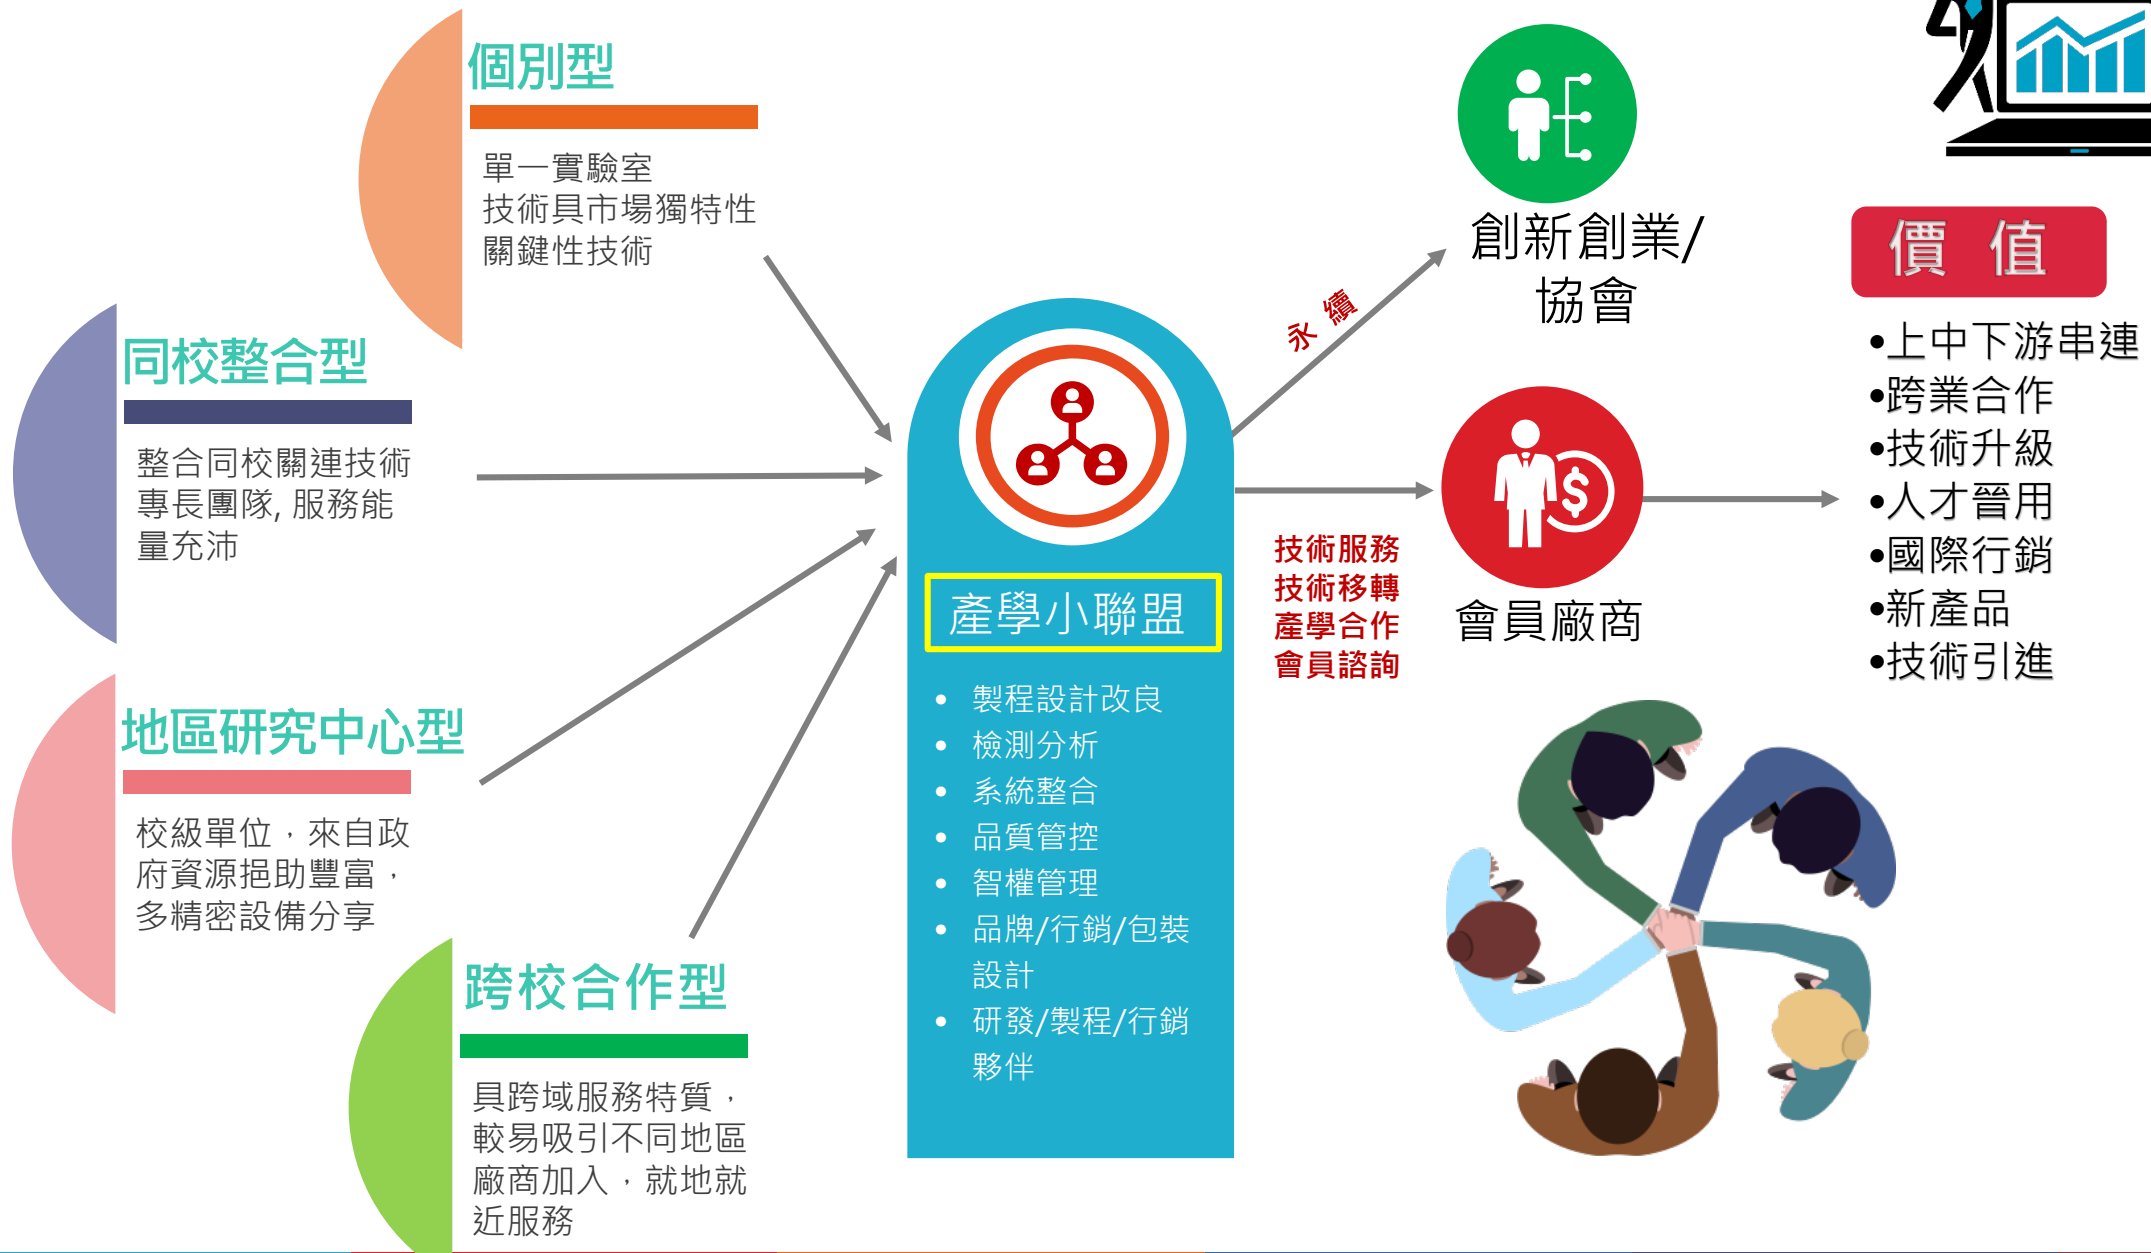 個別型
單一實驗室
技術具市場獨特性
關鍵性技術
同校整合型
整合同校關連技術
專長團隊, 服務能
量充沛
地區研究中心型
校級單位，來自政
府資源挹助豐富，
多精密設備分享
跨校合作型
具跨域服務特質，
較易吸引不同地區
廠商加入，就地就
近服務
產學小聯盟
• 製程設計改良
• 檢測分析
• 系統整合
• 品質管控
• 智權管理
• 品牌/行銷/包裝
設計
• 研發/製程/行銷
夥伴
永 續
創新創業/
協會
技術服務
技術移轉
產學合作
會員諮詢
$
會員廠商
價 值
•上中下游串連
•跨業合作
•技術升級
•人才晉用
•國際行銷
•新產品
•技術引進